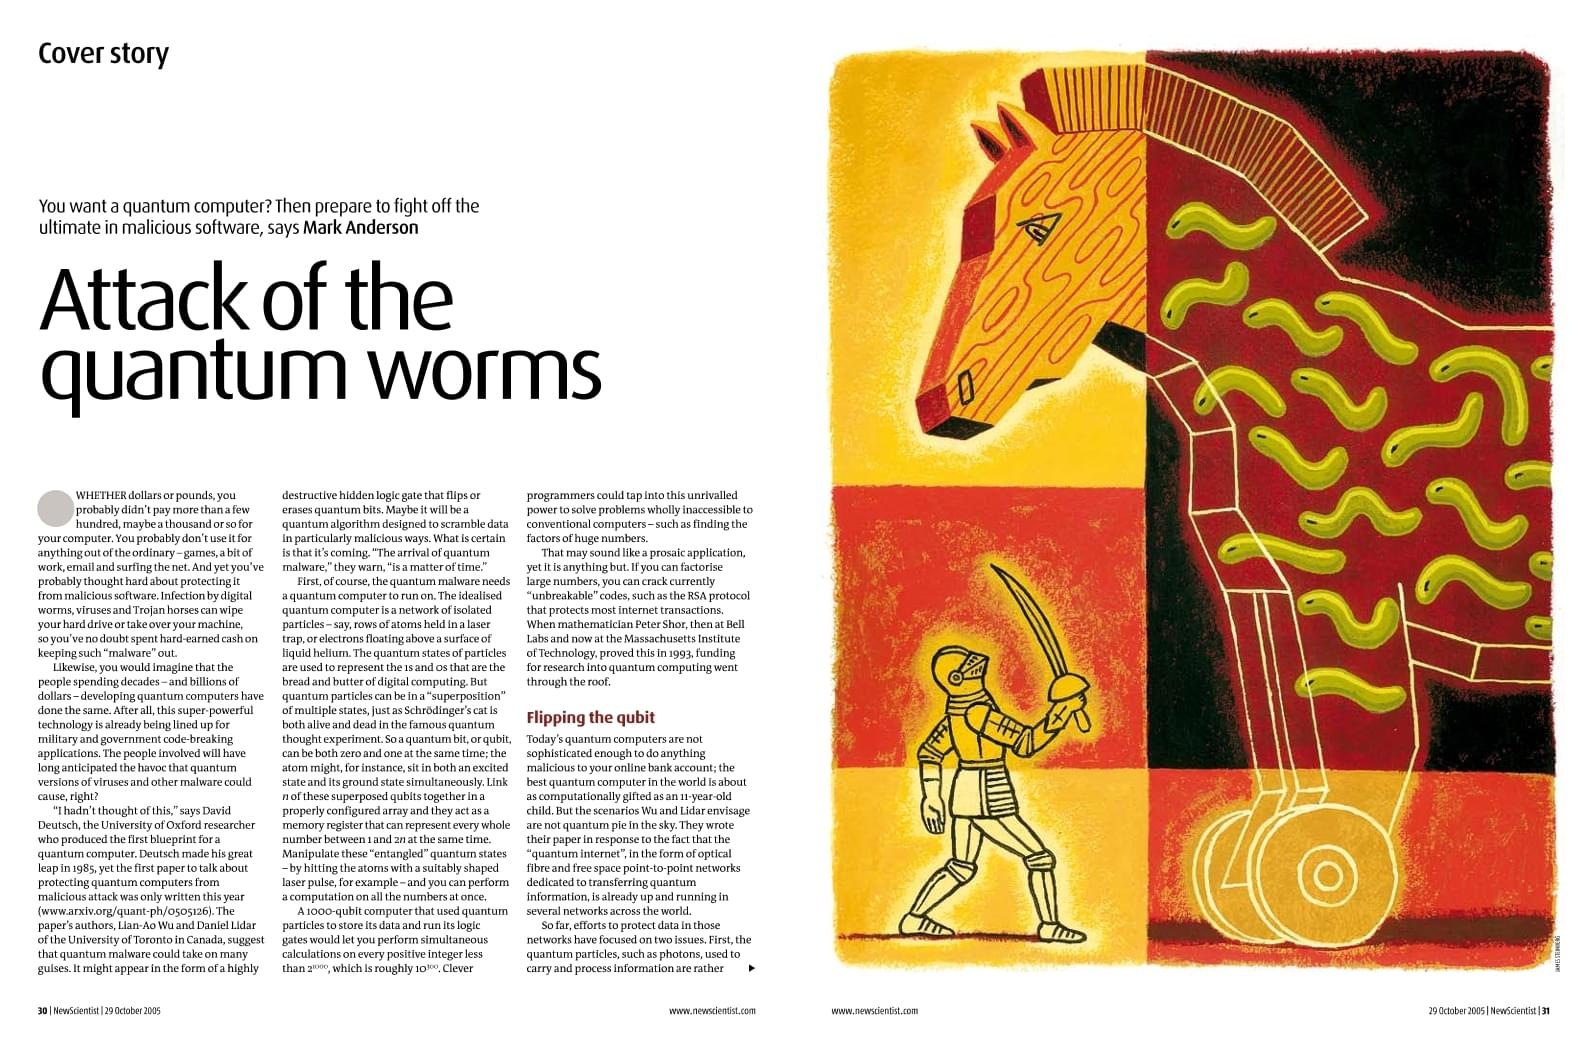 Cover story
You want a quantum computer? Then prepare to fight off the
ultimate in malicious software, says Mark Anderson
Attack of the
quantum worms
WHETHER dollars or pounds, you
probably didn't pay more than a few
hundred, maybe a thousand or so for
your computer. You probably don't use it for
anything out of the ordinary – games, a bit of
work, email and surfing the net. And yet you've
probably thought hard about protecting it
from malicious software. Infection by digital
worms, viruses and Trojan horses can wipe
your hard drive or take over your machine,
so you've no doubt spent hard-earned cash on
keeping such "malware" out.
Likewise, you would imagine that the
people spending decades – and billions of
dollars – developing quantum computers have
done the same. After all, this super-powerful
technology is already being lined up for
military and government code-breaking
applications. The people involved will have
long anticipated the havoc that quantum
versions of viruses and other malware could
cause, right?
"I hadn't thought of this," says David
Deutsch, the University of Oxford researcher
who produced the first blueprint for a
quantum computer. Deutsch made his great
leap in 1985, yet the first paper to talk about
protecting quantum computers from
malicious attack was only written this year
(www.arxiv.org/quant-ph/0505126). The
paper's authors, Lian-Ao Wu and Daniel Lidar
of the University of Toronto in Canada, suggest
that quantum malware could take on many
guises. It might appear in the form of a highly
destructive hidden logic gate that flips or
erases quantum bits. Maybe it will be a
quantum algorithm designed to scramble data
in particularly malicious ways. What is certain
is that it's coming. "The arrival of quantum
malware," they warn, "is a matter of time."
First, of course, the quantum malware needs
a quantum computer to run on. The idealised
quantum computer is a network of isolated
particles – say, rows of atoms held in a laser
trap, or electrons floating above a surface of
liquid helium. The quantum states of particles
are used to represent the 1s and 0s that are the
bread and butter of digital computing. But
quantum particles can be in a "superposition"
of multiple states, just as Schrödinger's cat is
both alive and dead in the famous quantum
thought experiment. So a quantum bit, or qubit,
can be both zero and one at the same time; the
atom might, for instance, sit in both an excited
state and its ground state simultaneously. Link
n of these superposed qubits together in a
properly configured array and they act as a
memory register that can represent every whole
number between 1 and 2n at the same time.
Manipulate these "entangled" quantum states
– by hitting the atoms with a suitably shaped
laser pulse, for example – and you can perform
a computation on all the numbers at once.
A 1000-qubit computer that used quantum
particles to store its data and run its logic
gates would let you perform simultaneous
calculations on every positive integer less
than 2¹⁰⁰⁰, which is roughly 10³⁰⁰. Clever
programmers could tap into this unrivalled
power to solve problems wholly inaccessible to
conventional computers – such as finding the
factors of huge numbers.
That may sound like a prosaic application,
yet it is anything but. If you can factorise
large numbers, you can crack currently
"unbreakable" codes, such as the RSA protocol
that protects most internet transactions.
When mathematician Peter Shor, then at Bell
Labs and now at the Massachusetts Institute
of Technology, proved this in 1993, funding
for research into quantum computing went
through the roof.
Flipping the qubit
Today's quantum computers are not
sophisticated enough to do anything
malicious to your online bank account; the
best quantum computer in the world is about
as computationally gifted as an 11-year-old
child. But the scenarios Wu and Lidar envisage
are not quantum pie in the sky. They wrote
their paper in response to the fact that the
"quantum internet", in the form of optical
fibre and free space point-to-point networks
dedicated to transferring quantum
information, is already up and running in
several networks across the world.
So far, efforts to protect data in those
networks have focused on two issues. First, the
quantum particles, such as photons, used to
carry and process information are rather
JAMES STEINBERG
30 | NewScientist | 29 October 2005
www.newscientist.com
www.newscientist.com
29 October 2005 | NewScientist | 31